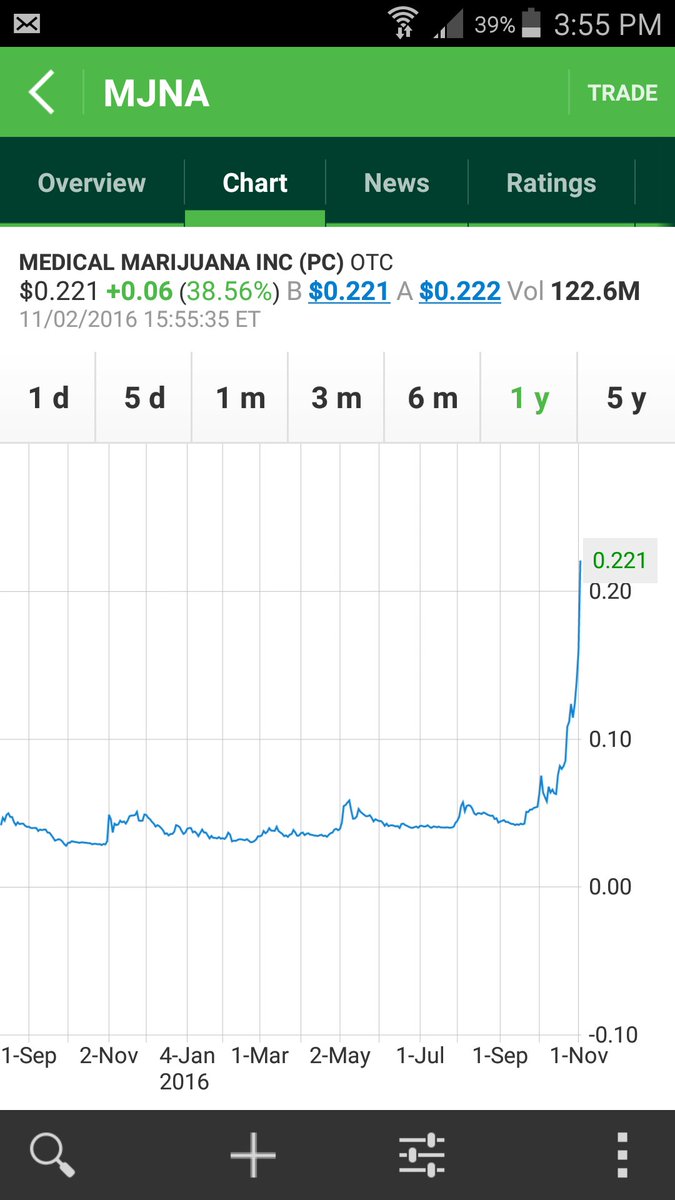 39% 3:55 PM
MJNA TRADE
Overview Chart News Ratings
MEDICAL MARIJUANA INC (PC) OTC
$0.221 +0.06 (38.56%) B $0.221 A $0.222 Vol 122.6M
11/02/2016 15:55:35 ET
1 d 5 d 1 m 3 m 6 m 1 y 5 y
0.221
0.20
0.10
0.00
-0.10
1-Sep 2-Nov 4-Jan 1-Mar 2-May 1-Jul 1-Sep 1-Nov
2016